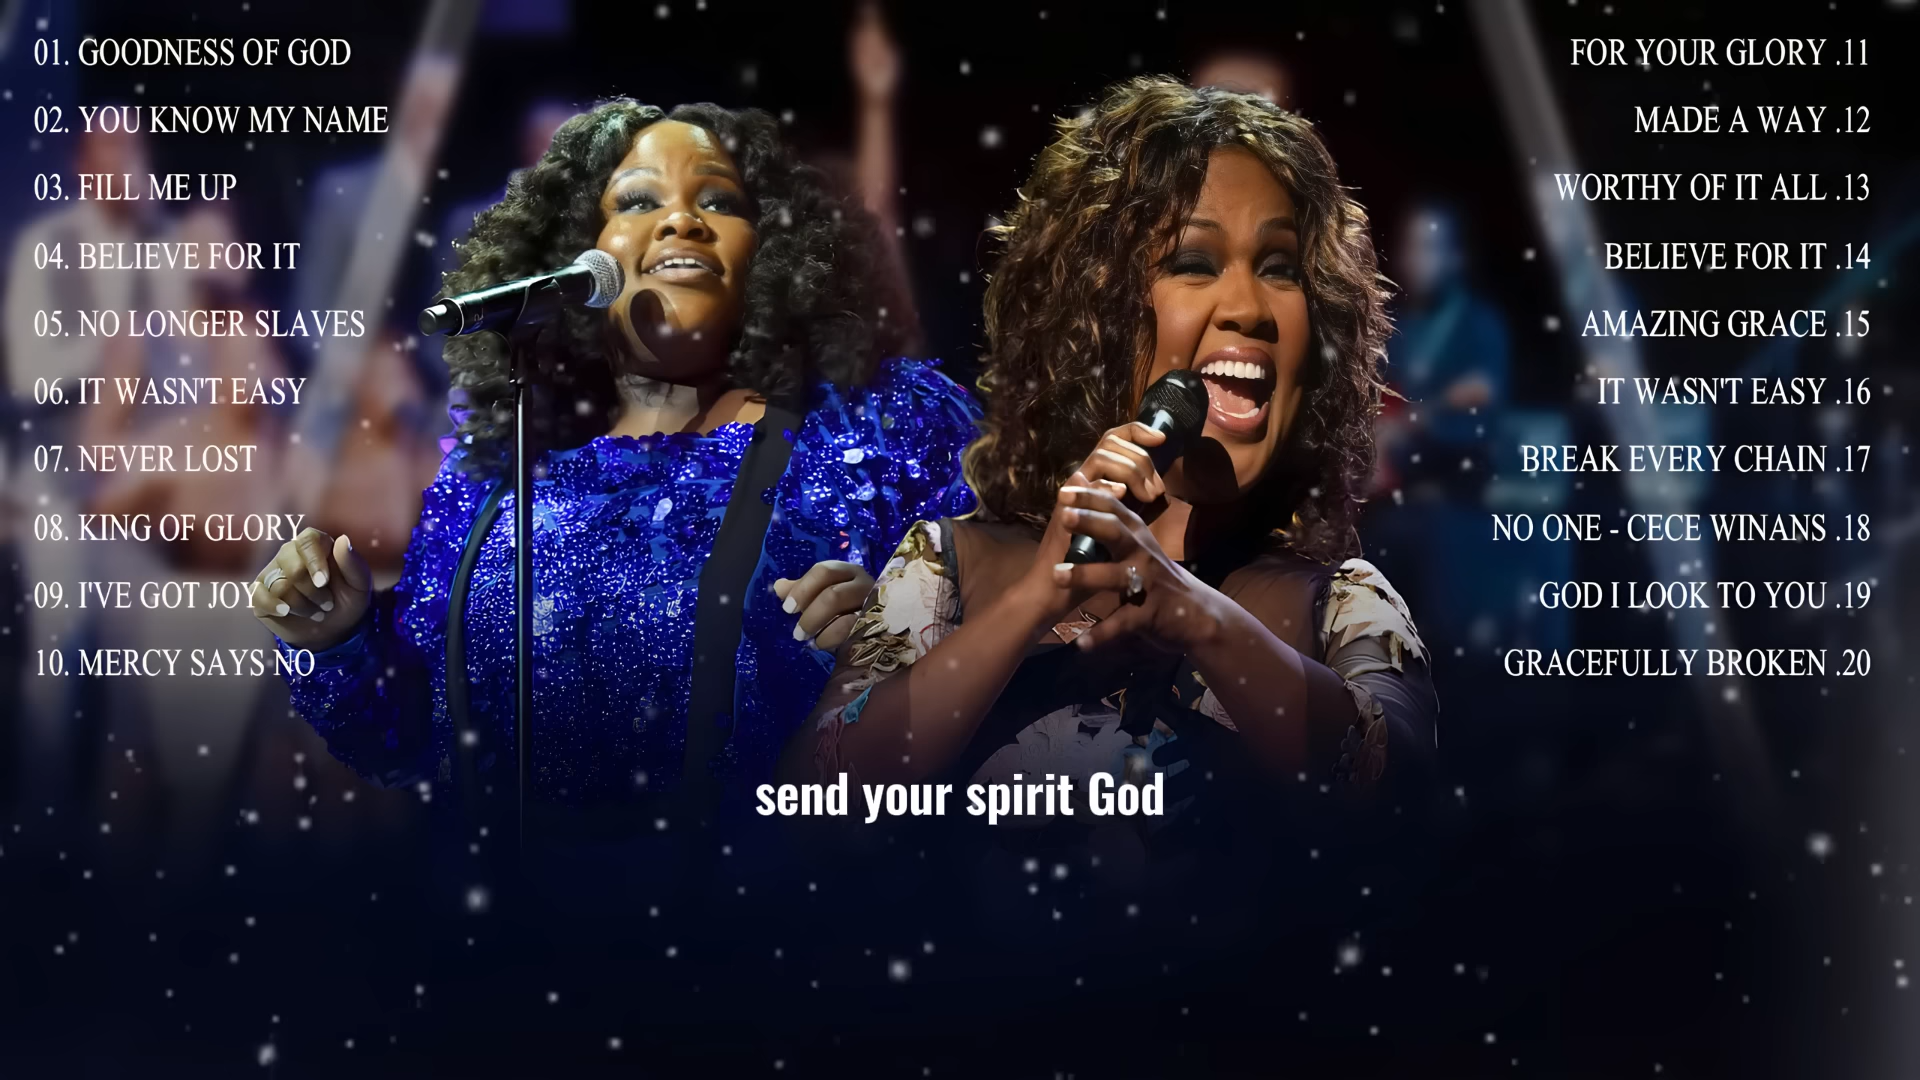 01. GOODNESS OF GOD
02. YOU KNOW MY NAME
03. FILL ME UP
04. BELIEVE FOR IT
05. NO LONGER SLAVES
06. IT WASN'T EASY
07. NEVER LOST
08. KING OF GLORY
09. I'VE GOT JOY
10. MERCY SAYS NO
FOR YOUR GLORY .11
MADE A WAY .12
WORTHY OF IT ALL .13
BELIEVE FOR IT .14
AMAZING GRACE .15
IT WASN'T EASY .16
BREAK EVERY CHAIN .17
NO ONE - CECE WINANS .18
GOD I LOOK TO YOU .19
GRACEFULLY BROKEN .20
send your spirit God